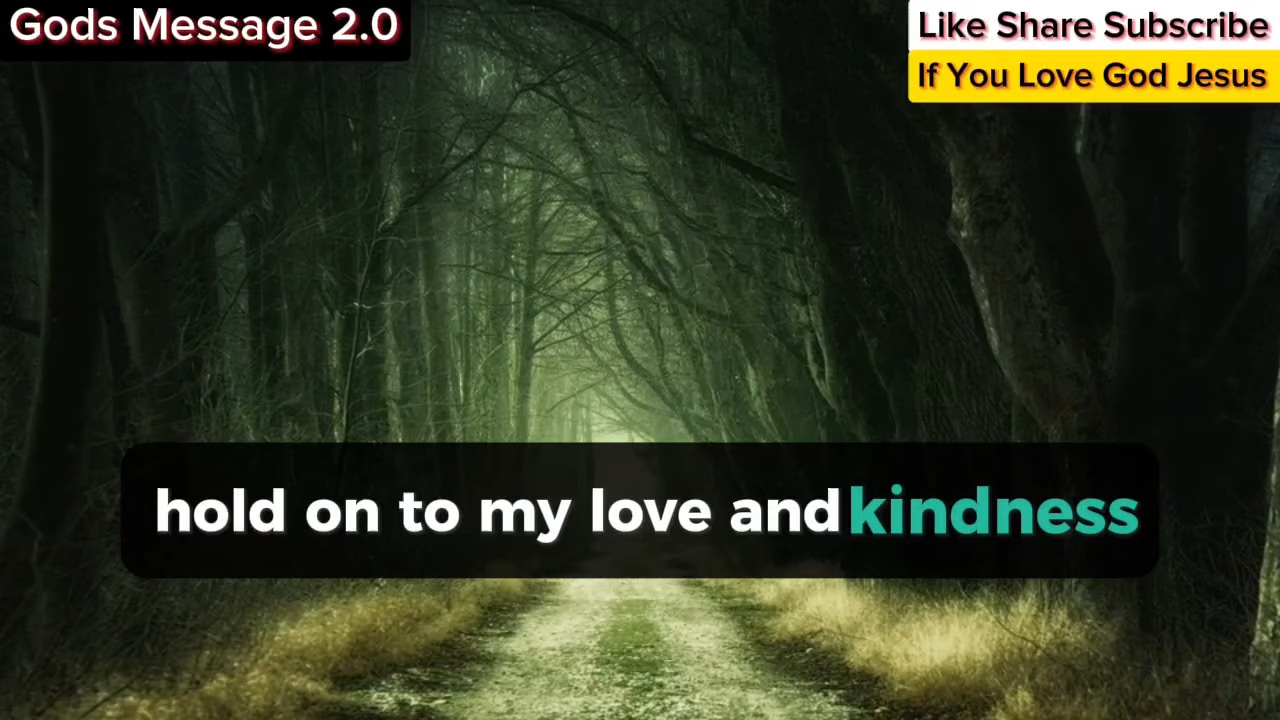 Gods Message 2.0
Like Share Subscribe
If You Love God Jesus
hold on to my love and kindness